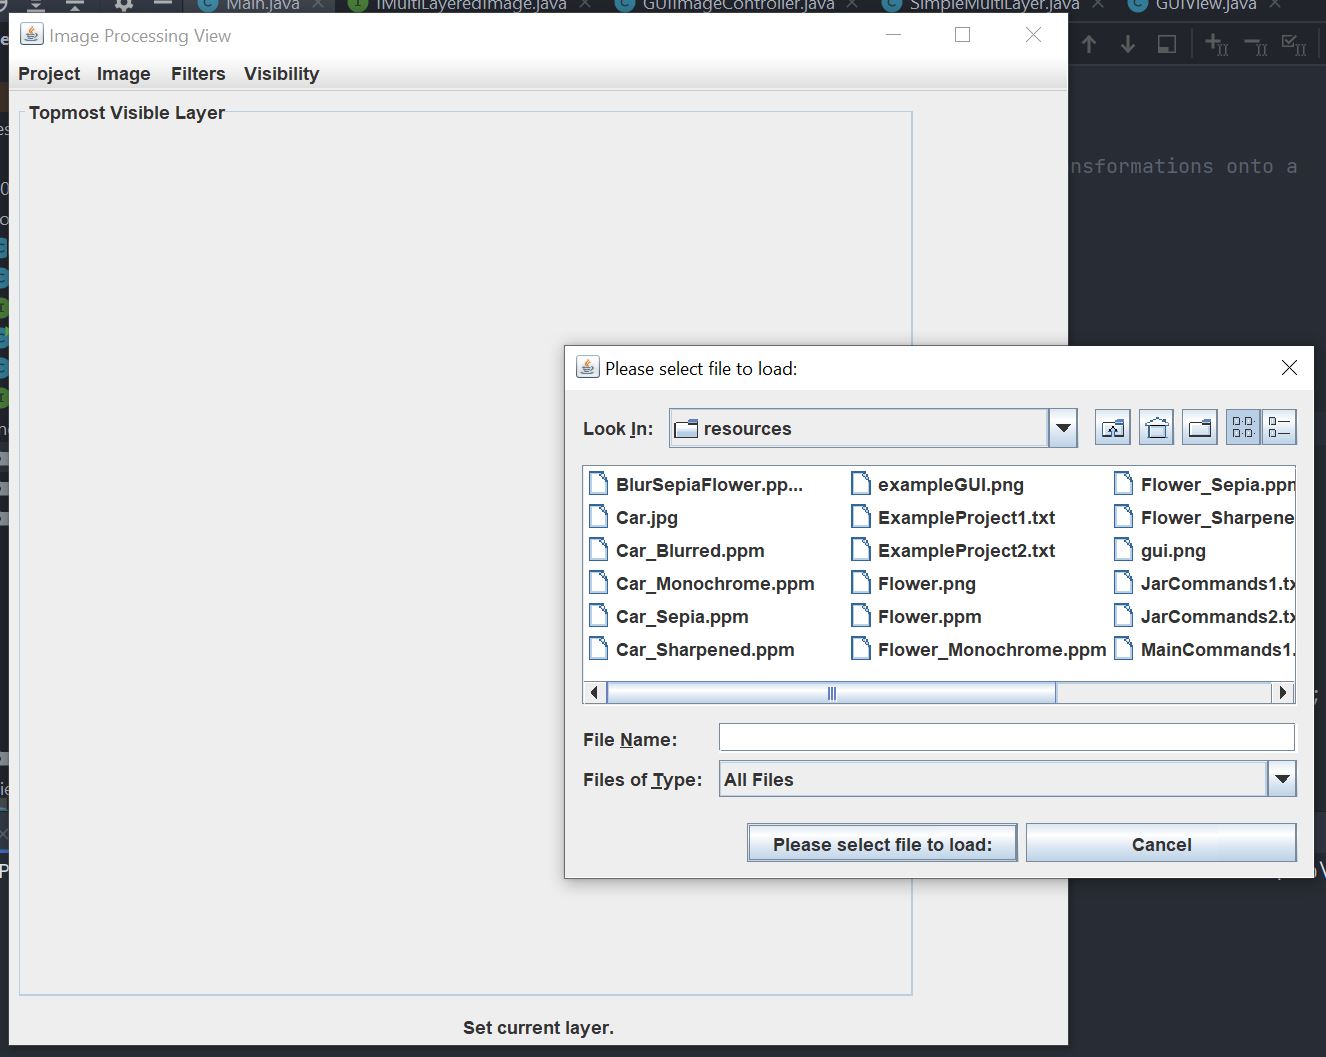 Main.java
IMultiLayeredImage.java
GUIImageController.java
SimpleMultiLayer.java
GUIView.java
Image Processing View
Project Image Filters Visibility
Topmost Visible Layer
nsformations onto a
Please select file to load:
Look In: resources
BlurSepiaFlower.pp... exampleGUI.png Flower_Sepia.ppm
Car.jpg ExampleProject1.txt Flower_Sharpene
Car_Blurred.ppm ExampleProject2.txt gui.png
Car_Monochrome.ppm Flower.png JarCommands1.tx
Car_Sepia.ppm Flower.ppm JarCommands2.tx
Car_Sharpened.ppm Flower_Monochrome.ppm MainCommands1.
File Name:
Files of Type: All Files
Please select file to load: Cancel
Set current layer.